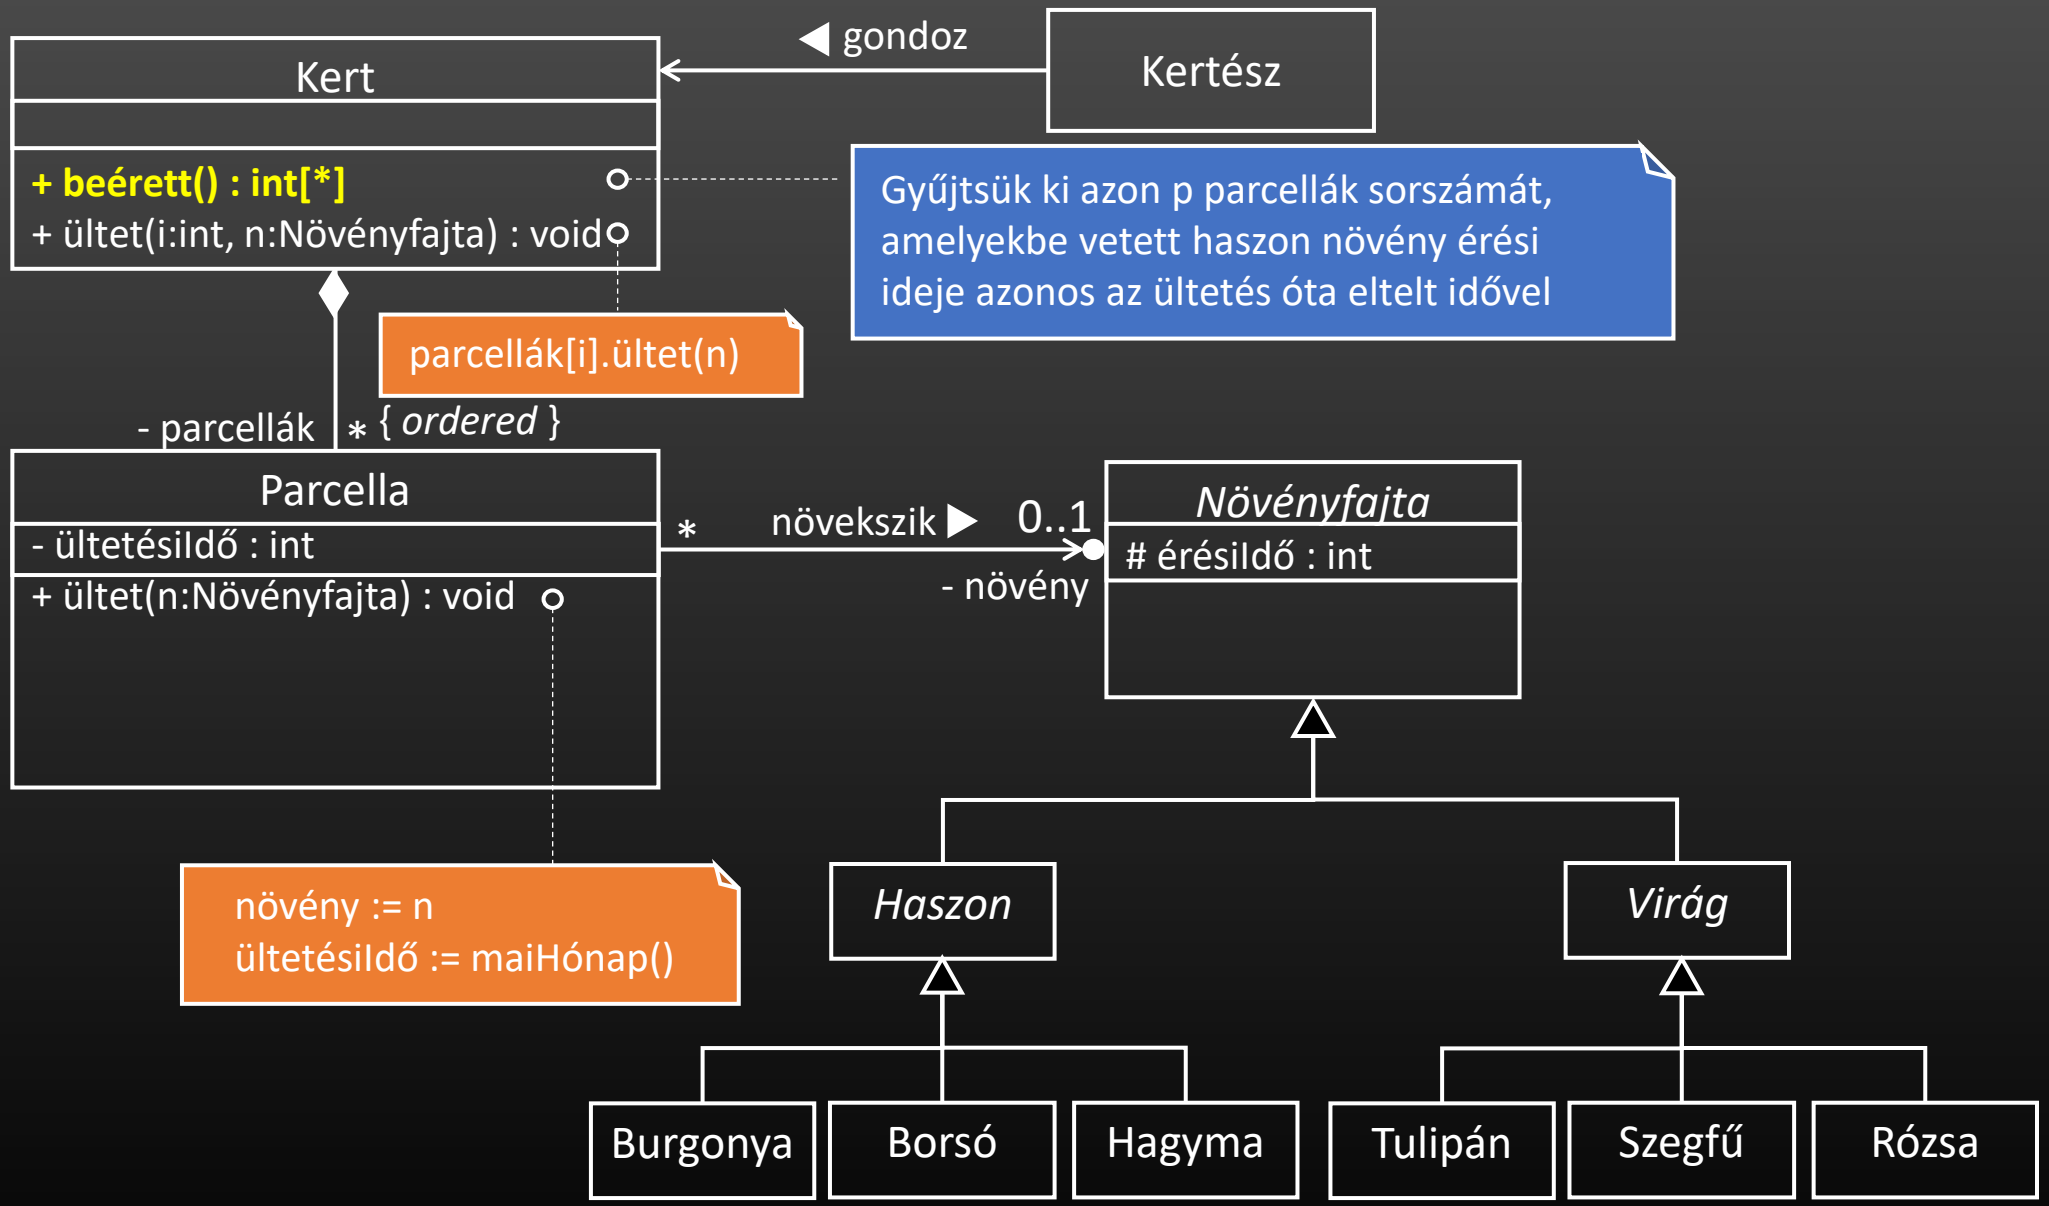 Kert
◀ gondoz
Kertész
+ beérett() : int[*]
+ ültet(i:int, n:Növényfajta) : void
Gyűjtsük ki azon p parcellák sorszámát,
amelyekbe vetett haszon növény érési
ideje azonos az ültetés óta eltelt idővel
parcellák[i].ültet(n)
- parcellák * { ordered }
Parcella
- ültetésiIdő : int
+ ültet(n:Növényfajta) : void
* növekszik ▶ 0..1
- növény
Növényfajta
# érésiIdő : int
növény := n
ültetésiIdő := maiHónap()
Haszon
Virág
Burgonya
Borsó
Hagyma
Tulipán
Szegfű
Rózsa